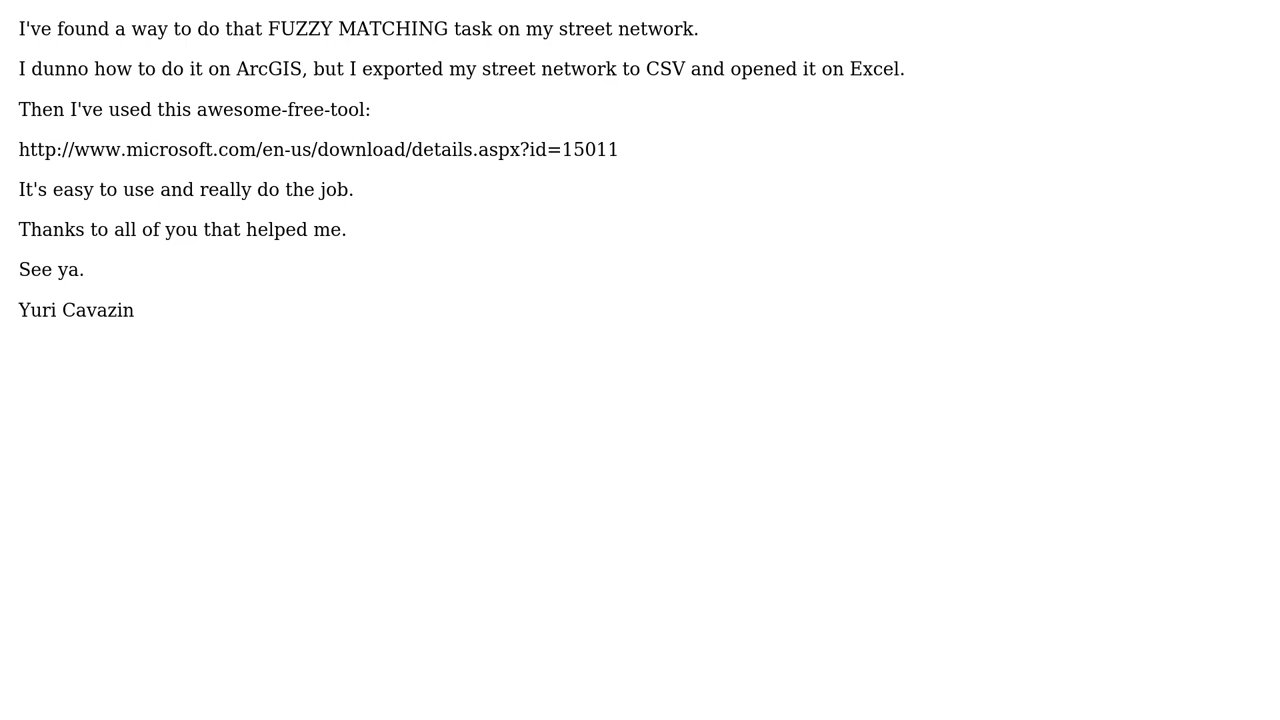 I've found a way to do that FUZZY MATCHING task on my street network.
I dunno how to do it on ArcGIS, but I exported my street network to CSV and opened it on Excel.
Then I've used this awesome-free-tool:
http://www.microsoft.com/en-us/download/details.aspx?id=15011
It's easy to use and really do the job.
Thanks to all of you that helped me.
See ya.
Yuri Cavazin